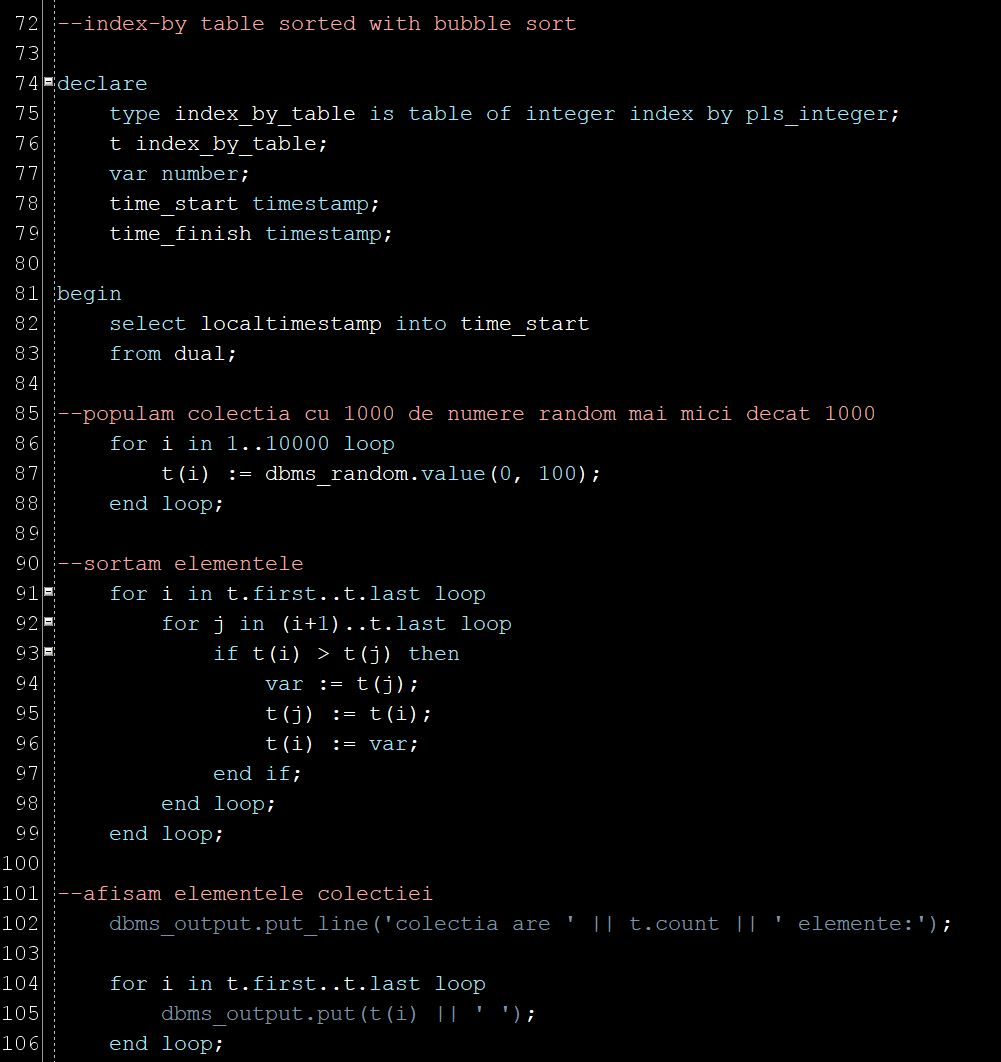 72 --index-by table sorted with bubble sort
73
74 declare
75     type index_by_table is table of integer index by pls_integer;
76     t index_by_table;
77     var number;
78     time_start timestamp;
79     time_finish timestamp;
80
81 begin
82     select localtimestamp into time_start
83     from dual;
84
85 --populam colectia cu 1000 de numere random mai mici decat 1000
86     for i in 1..10000 loop
87         t(i) := dbms_random.value(0, 100);
88     end loop;
89
90 --sortam elementele
91     for i in t.first..t.last loop
92         for j in (i+1)..t.last loop
93             if t(i) > t(j) then
94                 var := t(j);
95                 t(j) := t(i);
96                 t(i) := var;
97             end if;
98         end loop;
99     end loop;
100
101 --afisam elementele colectiei
102     dbms_output.put_line('colectia are ' || t.count || ' elemente:');
103
104     for i in t.first..t.last loop
105         dbms_output.put(t(i) || ' ');
106     end loop;